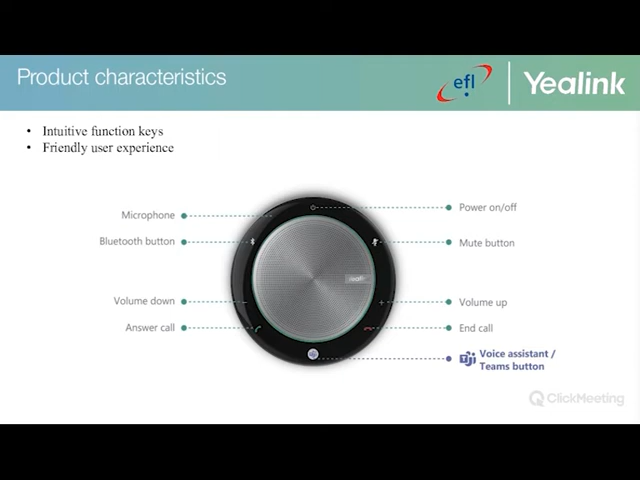 Product characteristics
efl
Yealink
• Intuitive function keys
• Friendly user experience
Microphone
Power on/off
Bluetooth button
Mute button
Volume down
Volume up
Answer call
End call
Voice assistant /
Teams button
ClickMeeting